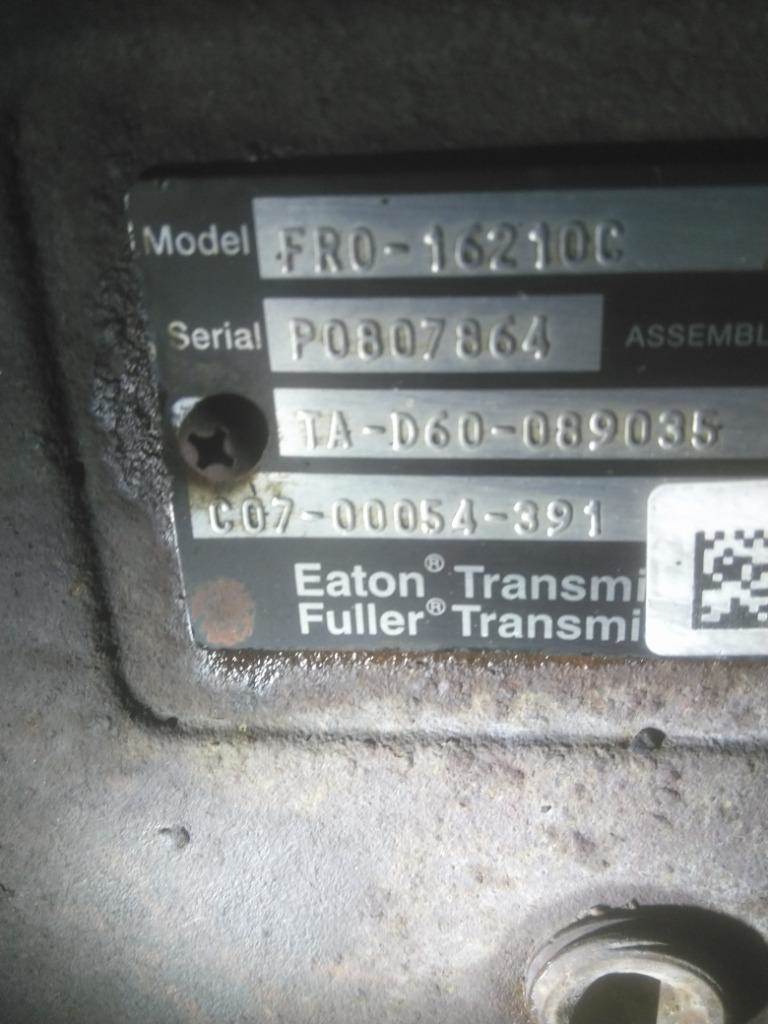 Model FRO-16210C
Serial P0807864 ASSEMBL
TA-D60-089035
C07-00054-391
Eaton® Transmi
Fuller® Transmi